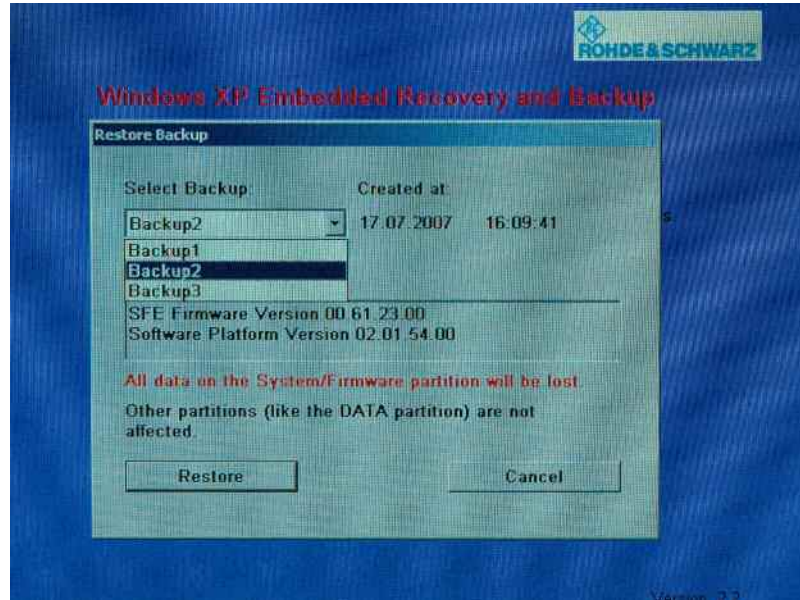 ROHDE & SCHWARZ
Windows XP Embedded Recovery and Backup
Restore Backup
Select Backup:
Created at:
Backup2
17.07.2007 16:09:41
s
Backup1
Backup2
Backup3
SFE Firmware Version 00.61.23.00
Software Platform Version 02.01.54.00
All data on the System/Firmware partition will be lost.
Other partitions (like the DATA partition) are not
affected.
Restore
Cancel
Version 2.2